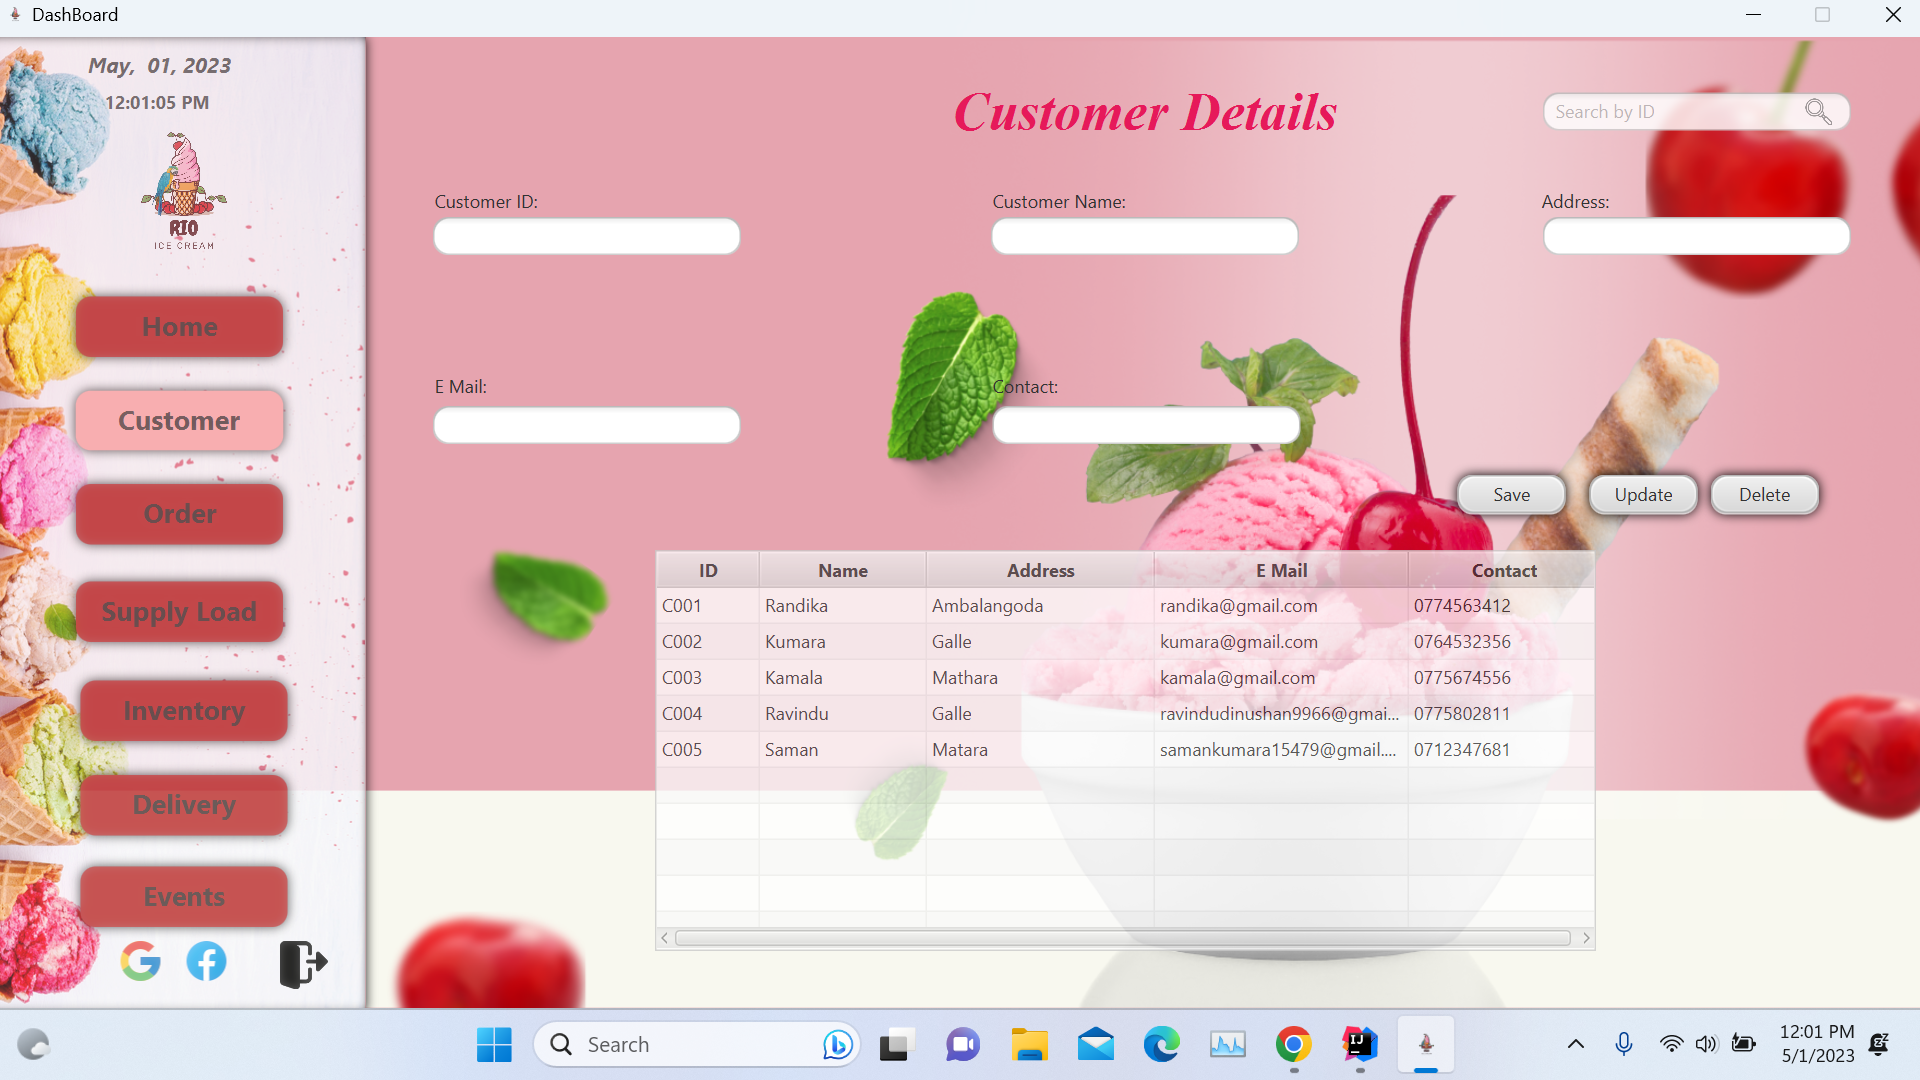 DashBoard
May, 01, 2023
12:01:05 PM
RIO
ICE CREAM
Home
Customer
Order
Supply Load
Inventory
Delivery
Events
Customer Details
Search by ID
Customer ID:
Customer Name:
Address:
E Mail:
Contact:
Save
Update
Delete
ID Name Address E Mail Contact
C001 Randika Ambalangoda randika@gmail.com 0774563412
C002 Kumara Galle kumara@gmail.com 0764532356
C003 Kamala Mathara kamala@gmail.com 0775674556
C004 Ravindu Galle ravindudinushan9966@gmai... 0775802811
C005 Saman Matara samankumara15479@gmail.... 0712347681
Search
12:01 PM
5/1/2023